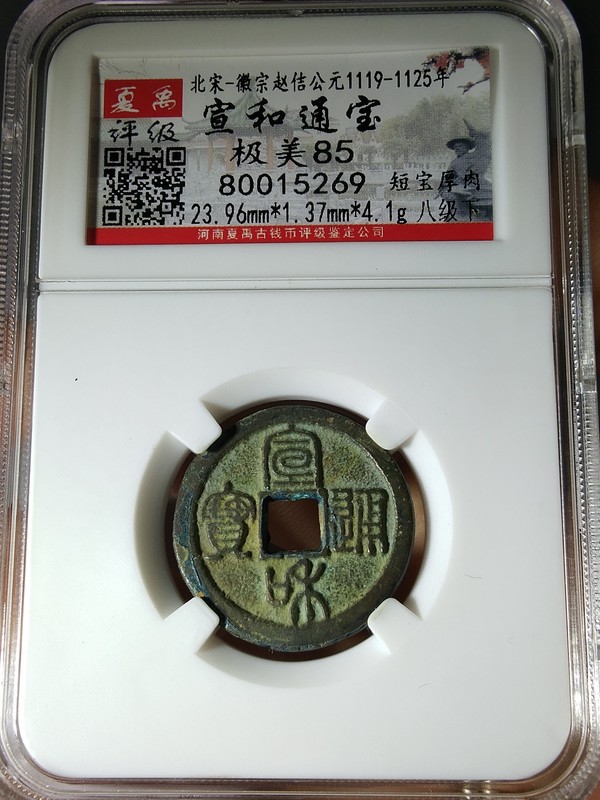 北宋-徽宗赵佶公元1119-1125年
夏禹
评级
宣和通宝
极美85
80015269 短宝厚肉
23.96mm*1.37mm*4.1g 八级下
河南夏禹古钱币评级鉴定公司
宣
和
通
寶